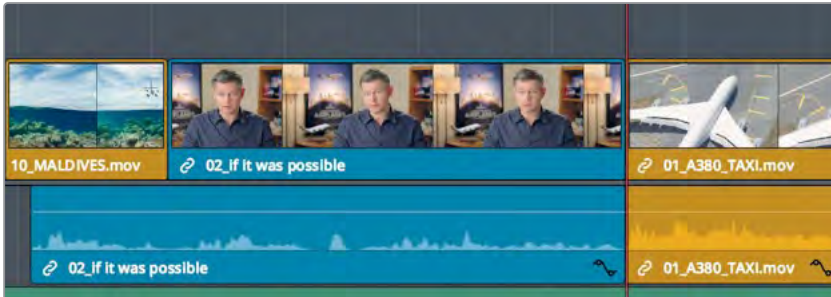 10_MALDIVES.mov
02_if it was possible
01_A380_TAXI.mov
02_if it was possible
01_A380_TAXI.mov